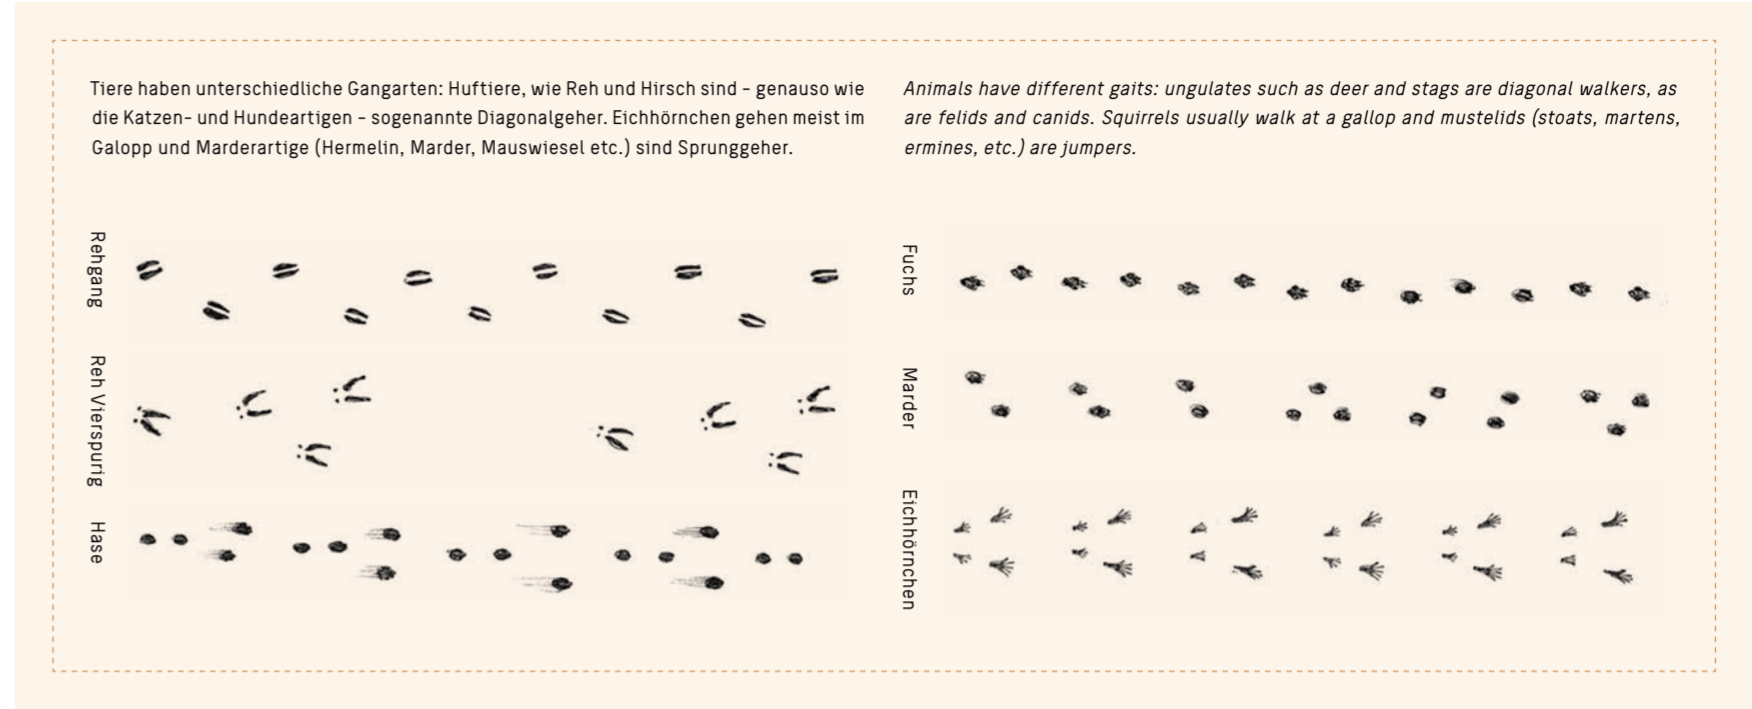 Tiere haben unterschiedliche Gangarten: Huftiere, wie Reh und Hirsch sind – genauso wie
die Katzen- und Hundeartigen – sogenannte Diagonalgeher. Eichhörnchen gehen meist im
Galopp und Marderartige (Hermelin, Marder, Mauswiesel etc.) sind Sprunggeher.
Animals have different gaits: ungulates such as deer and stags are diagonal walkers, as
are felids and canids. Squirrels usually walk at a gallop and mustelids (stoats, martens,
ermines, etc.) are jumpers.
Rehgang
Reh Vierspurig
Hase
Fuchs
Marder
Eichhörnchen